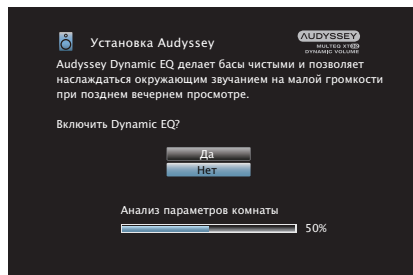 Установка Audyssey
AUDYSSEY
MULTEQ XT32
DYNAMIC VOLUME
Audyssey Dynamic EQ делает басы чистыми и позволяет
наслаждаться окружающим звучанием на малой громкости
при позднем вечернем просмотре.
Включить Dynamic EQ?
Да
Нет
Анализ параметров комнаты
50%